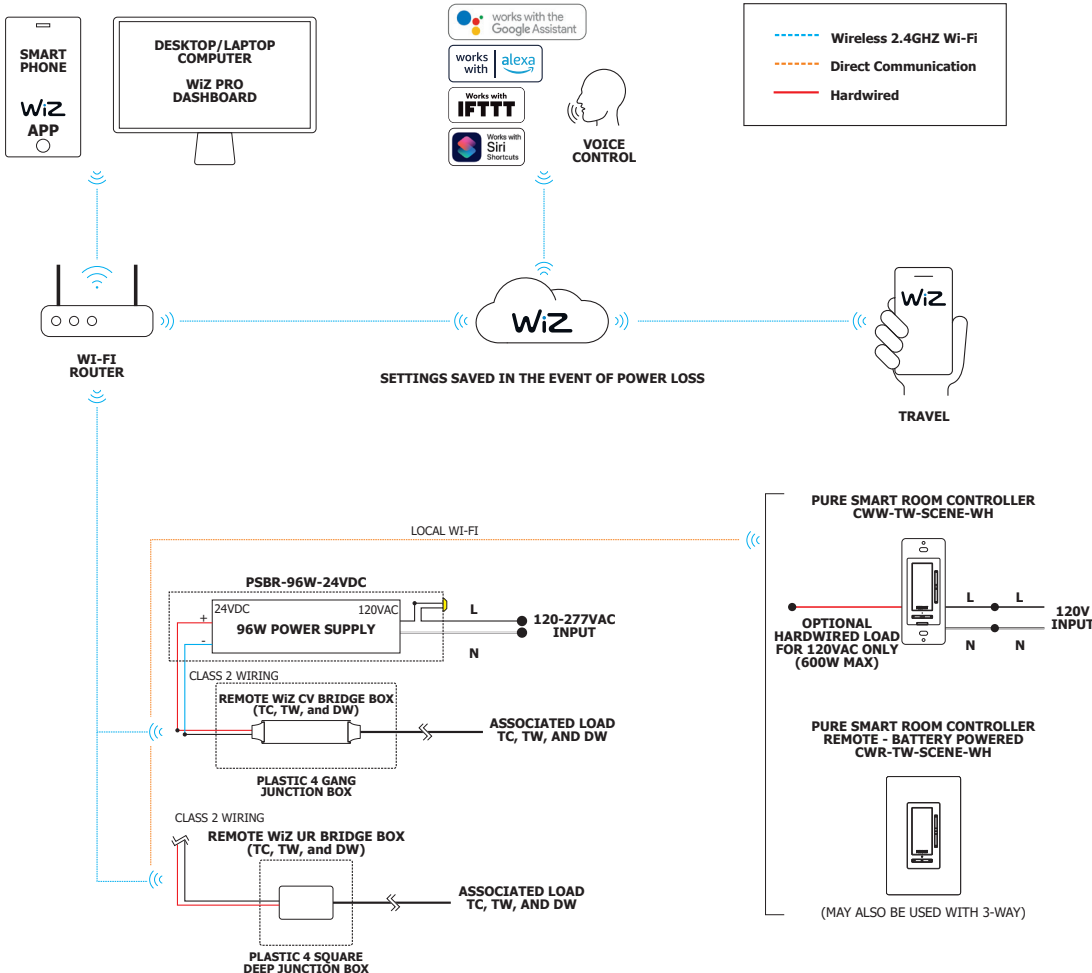 SMART
PHONE
WiZ
APP
DESKTOP/LAPTOP
COMPUTER
WiZ PRO
DASHBOARD
works with the
Google Assistant
works
with
alexa
Works with
IFTTT
Works with
Siri
Shortcuts
VOICE
CONTROL
Wireless 2.4GHZ Wi-Fi
Direct Communication
Hardwired
WI-FI
ROUTER
WiZ
SETTINGS SAVED IN THE EVENT OF POWER LOSS
WiZ
TRAVEL
LOCAL WI-FI
PSBR-96W-24VDC
24VDC
120VAC
+
-
96W POWER SUPPLY
L
N
120-277VAC
INPUT
CLASS 2 WIRING
REMOTE WiZ CV BRIDGE BOX
(TC, TW, and DW)
ASSOCIATED LOAD
TC, TW, AND DW
PLASTIC 4 GANG
JUNCTION BOX
CLASS 2 WIRING
REMOTE WiZ UR BRIDGE BOX
(TC, TW, and DW)
ASSOCIATED LOAD
TC, TW, AND DW
PLASTIC 4 SQUARE
DEEP JUNCTION BOX
PURE SMART ROOM CONTROLLER
CWW-TW-SCENE-WH
OPTIONAL
HARDWIRED LOAD
FOR 120VAC ONLY
(600W MAX)
L L
N N
120V
INPUT
PURE SMART ROOM CONTROLLER
REMOTE - BATTERY POWERED
CWR-TW-SCENE-WH
(MAY ALSO BE USED WITH 3-WAY)